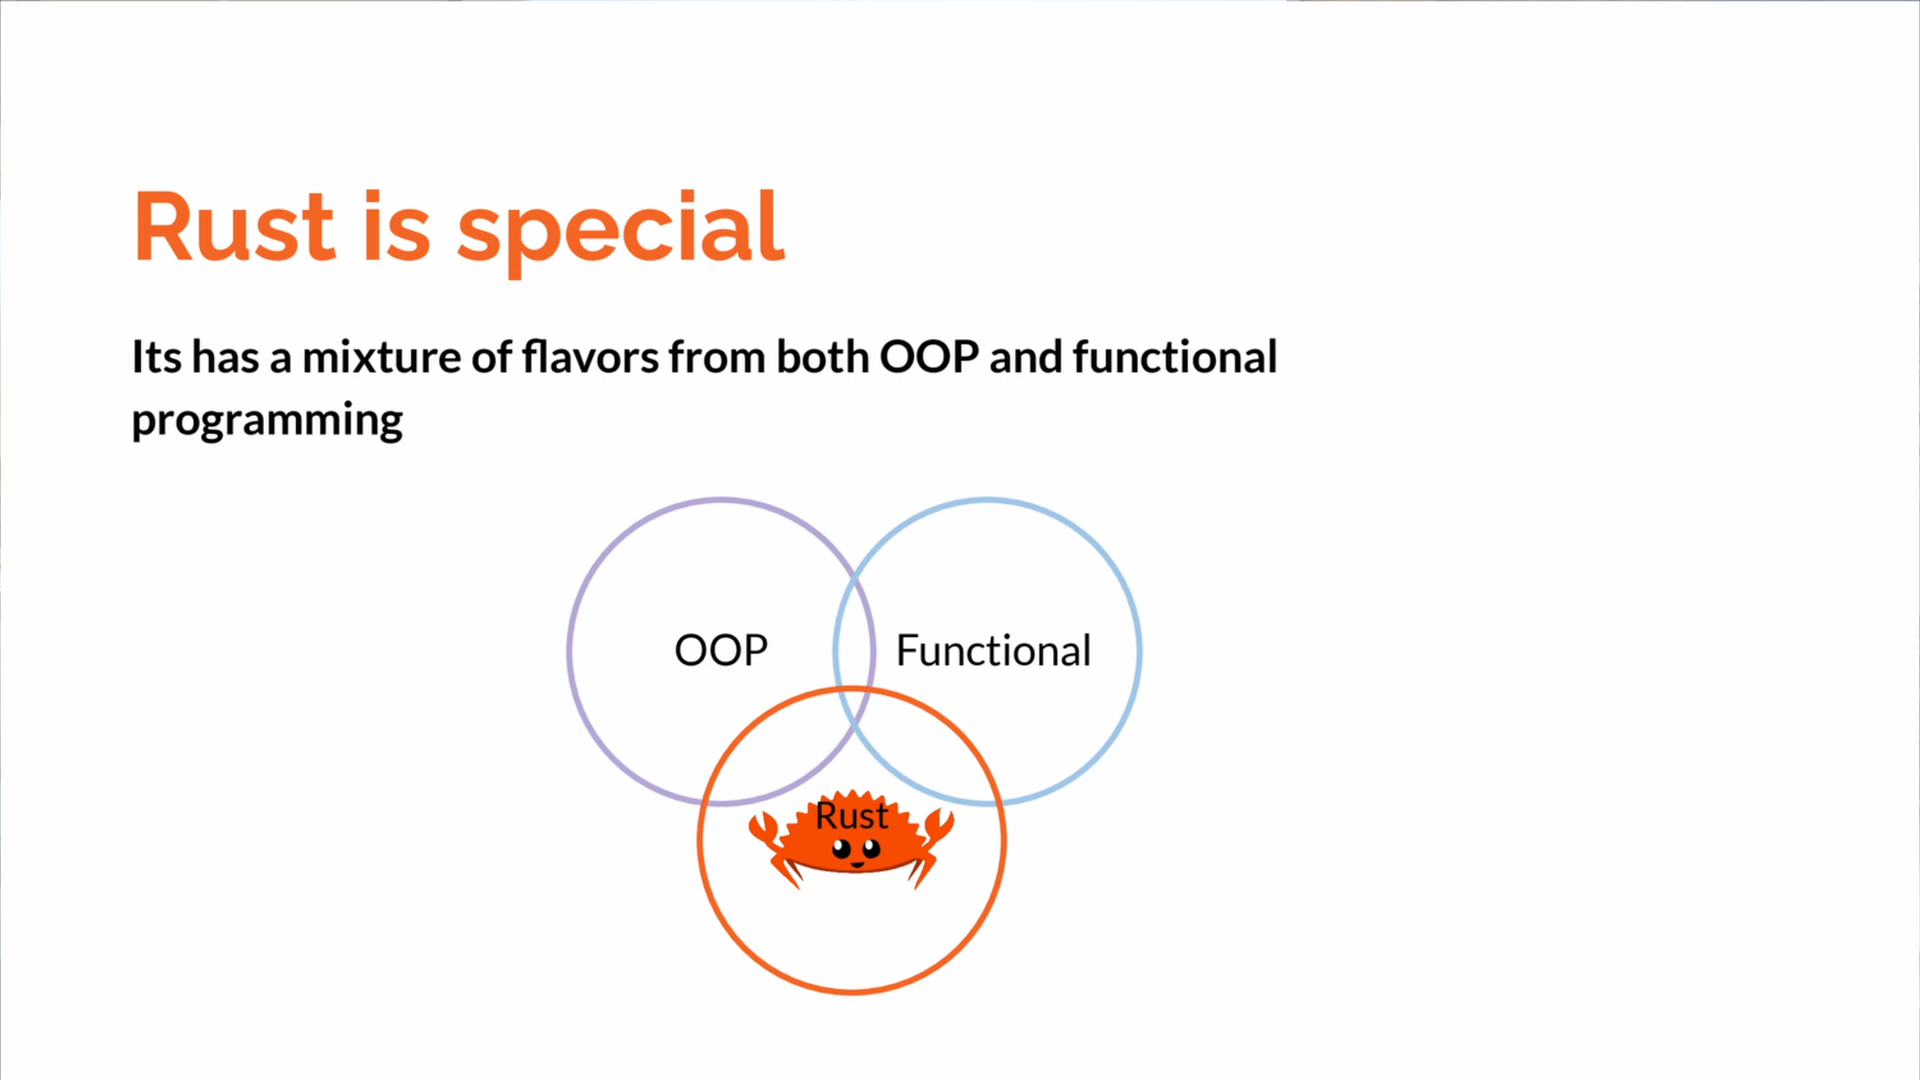 Rust is special
Its has a mixture of flavors from both OOP and functional
programming
OOP
Functional
Rust